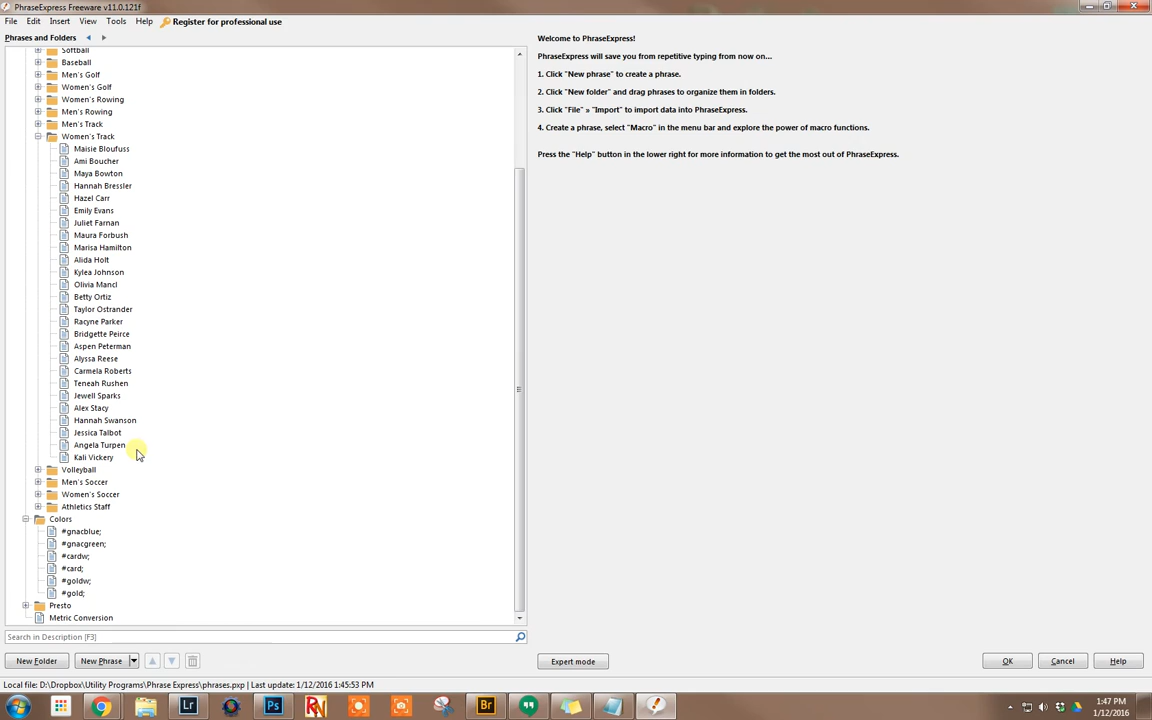 PhraseExpress Freeware v11.0.121f
File Edit Insert View Tools Help Register for professional use
Phrases and Folders
Softball
Baseball
Men's Golf
Women's Golf
Women's Rowing
Men's Rowing
Men's Track
Women's Track
Maisie Bloufuss
Ami Boucher
Maya Bowton
Hannah Bressler
Hazel Carr
Emily Evans
Juliet Farnan
Maura Forbush
Marisa Hamilton
Alida Holt
Kylea Johnson
Olivia Mancl
Betty Ortiz
Taylor Ostrander
Racyne Parker
Bridgette Peirce
Aspen Peterman
Alyssa Reese
Carmela Roberts
Teneah Rushen
Jewell Sparks
Alex Stacy
Hannah Swanson
Jessica Talbot
Angela Turpen
Kali Vickery
Volleyball
Men's Soccer
Women's Soccer
Athletics Staff
Colors
#gnacblue;
#gnacgreen;
#cardw;
#card;
#goldw;
#gold;
Presto
Metric Conversion
Search in Description [F3]
New Folder New Phrase
Welcome to PhraseExpress!
PhraseExpress will save you from repetitive typing from now on...
1. Click "New phrase" to create a phrase.
2. Click "New folder" and drag phrases to organize them in folders.
3. Click "File" » "Import" to import data into PhraseExpress.
4. Create a phrase, select "Macro" in the menu bar and explore the power of macro functions.
Press the "Help" button in the lower right for more information to get the most out of PhraseExpress.
Expert mode OK Cancel Help
Local file: D:\Dropbox\Utility Programs\Phrase Express\phrases.pxp | Last update: 1/12/2016 1:45:53 PM
Lr Ps Br
1:47 PM
1/12/2016